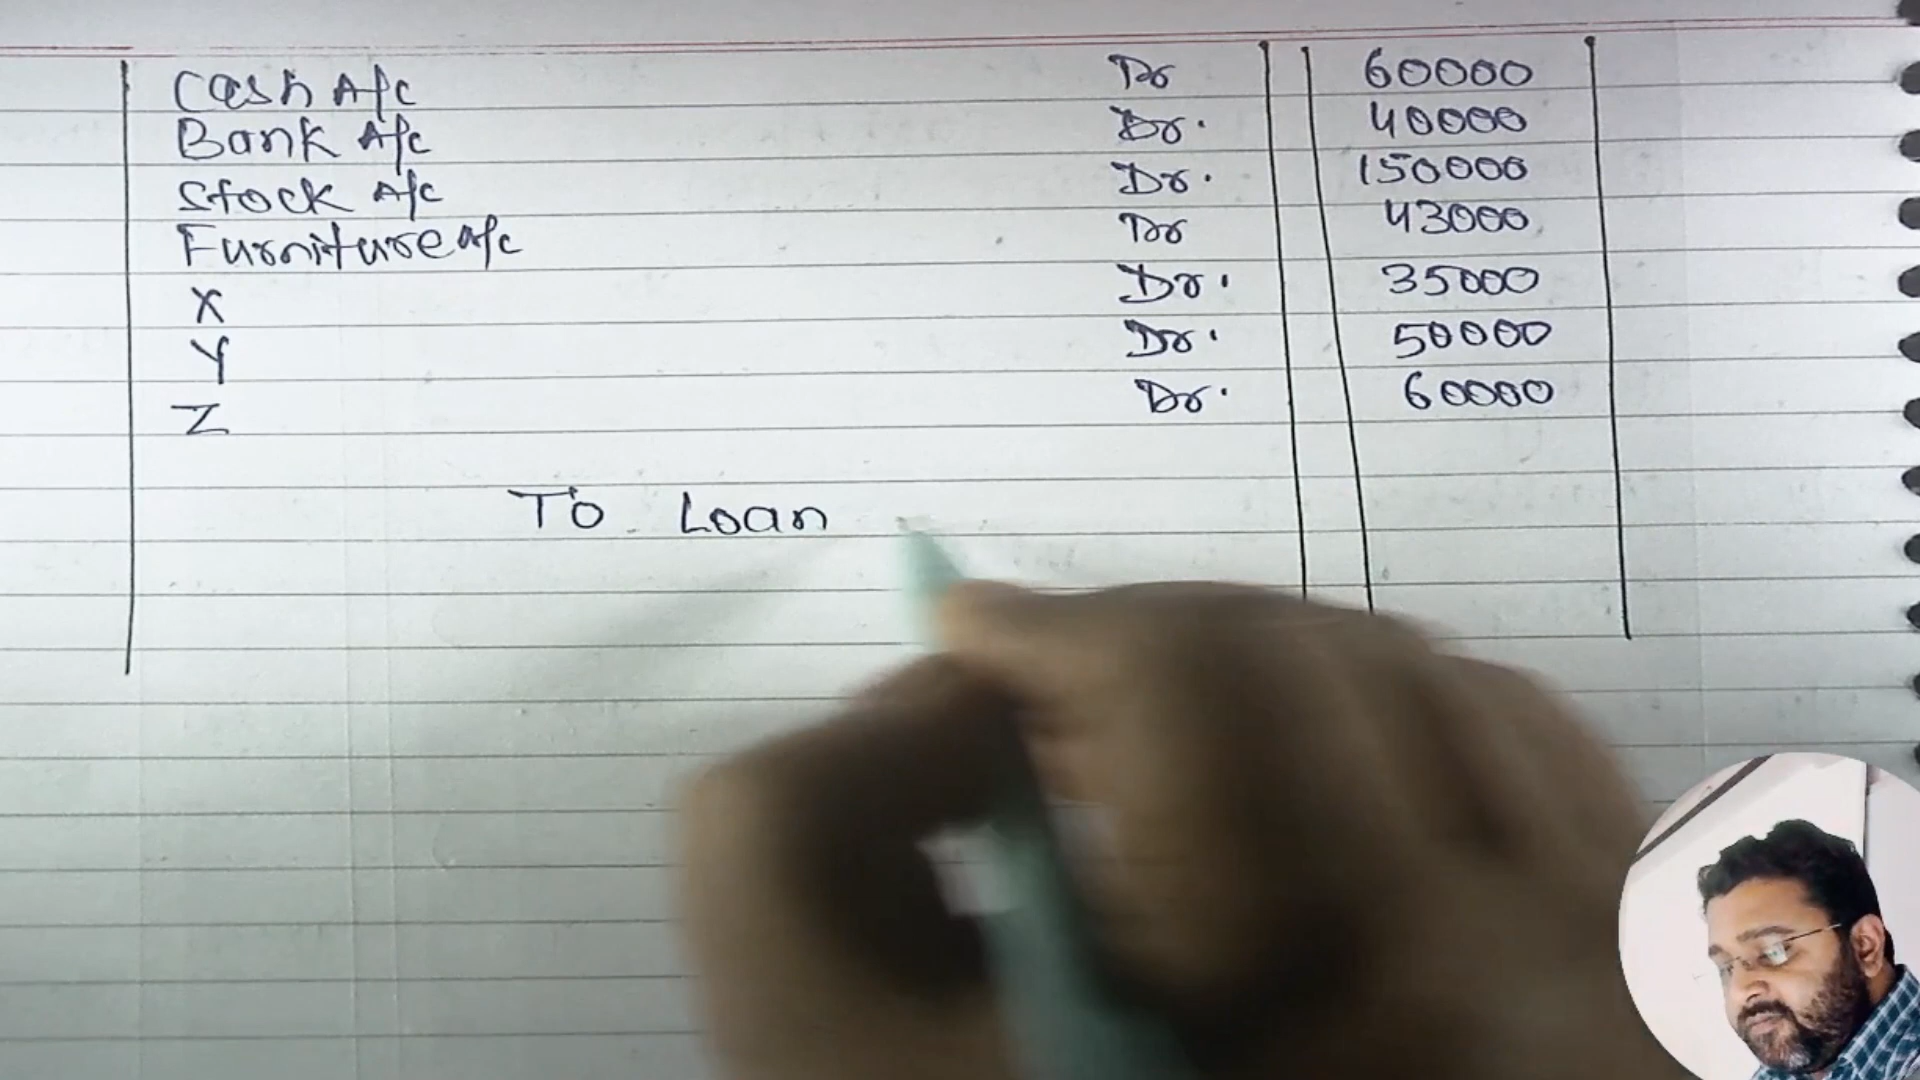 Cash A/c Dr 60000
Bank A/c Dr. 40000
Stock A/c Dr. 150000
Furniture A/c Dr 43000
X Dr. 35000
Y Dr. 50000
Z Dr. 60000
To Loan